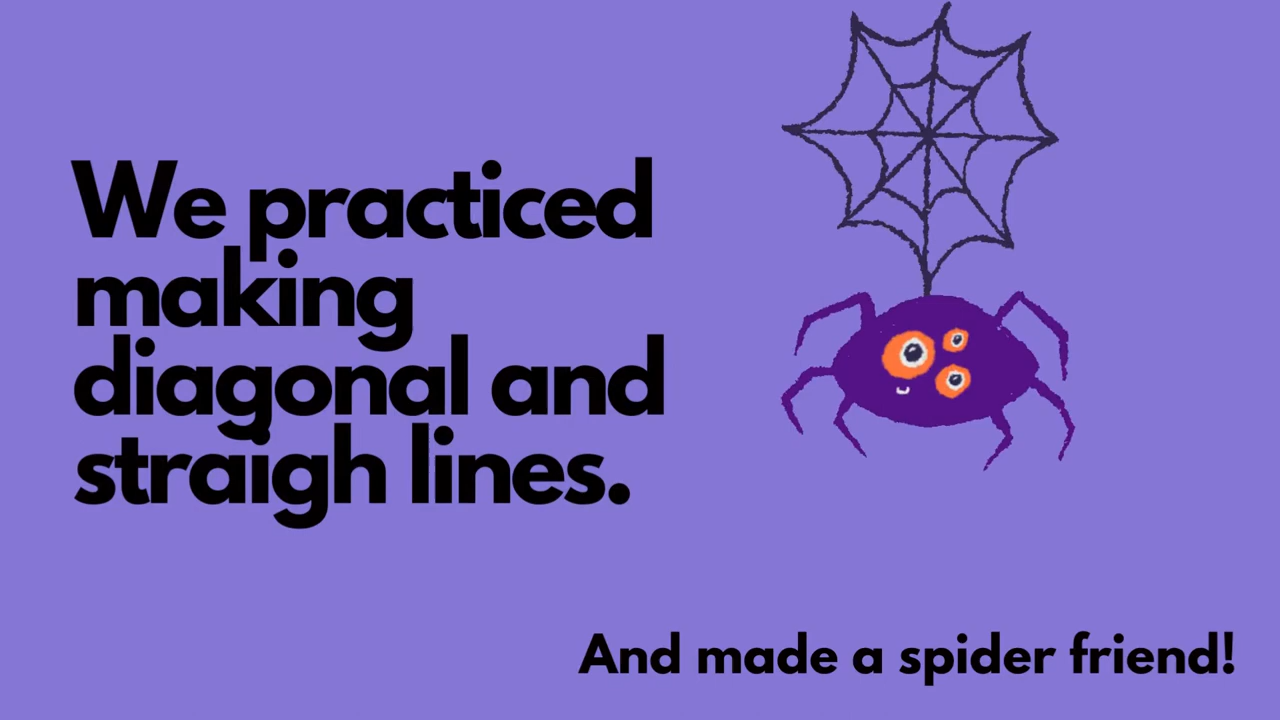 We practiced
making
diagonal and
straigh lines.
And made a spider friend!